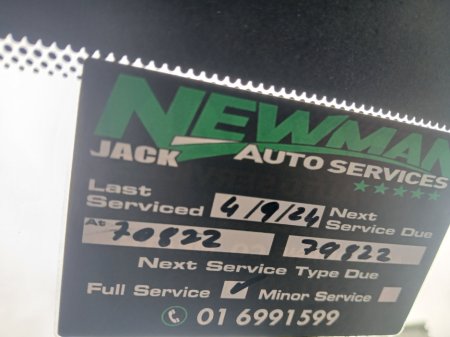 NEWMAN
JACK AUTO SERVICES
Last Serviced 4/9/24 Next Service Due
At 70822 79822
Next Service Type Due
Full Service Minor Service
01 6991599